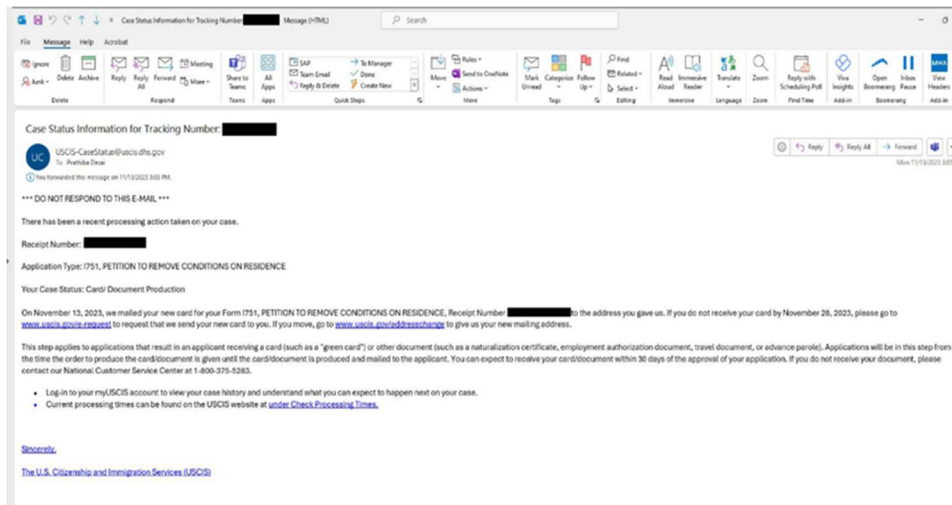 Case Status Information for Tracking Number Message (HTML)
Search
File Message Help Acrobat
Ignore
Junk
Delete
Archive
Reply
Reply All
Forward
Meeting
More
Share to Teams
All Apps
SAP
Team Email
Reply & Delete
To Manager
Done
Create New
Move
Rules
Send to OneNote
Actions
Mark Unread
Categorize
Follow Up
Find
Related
Select
Read Aloud
Immersive Reader
Translate
Zoom
Reply with Scheduling Poll
Viva Insights
Open Boomerang
Inbox Pause
MHA
View Headers
Delete Respond Teams Apps Quick Steps Move Tags Editing Immersive Language Zoom Find Time Add-in Boomerang Add-in
Case Status Information for Tracking Number:
UC
USCIS-CaseStatus@uscis.dhs.gov
To Prathika Desai
You forwarded this message on 11/13/2023 3:03 PM.
Reply Reply All Forward
Mon 11/13/2023
*** DO NOT RESPOND TO THIS E-MAIL ***
There has been a recent processing action taken on your case.
Receipt Number:
Application Type: I751, PETITION TO REMOVE CONDITIONS ON RESIDENCE
Your Case Status: Card/ Document Production
On November 13, 2023, we mailed your new card for your Form I751, PETITION TO REMOVE CONDITIONS ON RESIDENCE, Receipt Number to the address you gave us. If you do not receive your card by November 28, 2023, please go to
www.uscis.gov/e-request to request that we send your new card to you. If you move, go to www.uscis.gov/addresschange to give us your new mailing address.
This step applies to applications that result in an applicant receiving a card (such as a "green card") or other document (such as a naturalization certificate, employment authorization document, travel document, or advance parole). Applications will be in this step from
the time the order to produce the card/document is given until the card/document is produced and mailed to the applicant. You can expect to receive your card/document within 30 days of the approval of your application. If you do not receive your document, please
contact our National Customer Service Center at 1-800-375-5283.
Log-in to your myUSCIS account to view your case history and understand what you can expect to happen next on your case.
Current processing times can be found on the USCIS website at under Check Processing Times.
Sincerely,
The U.S. Citizenship and Immigration Services (USCIS)